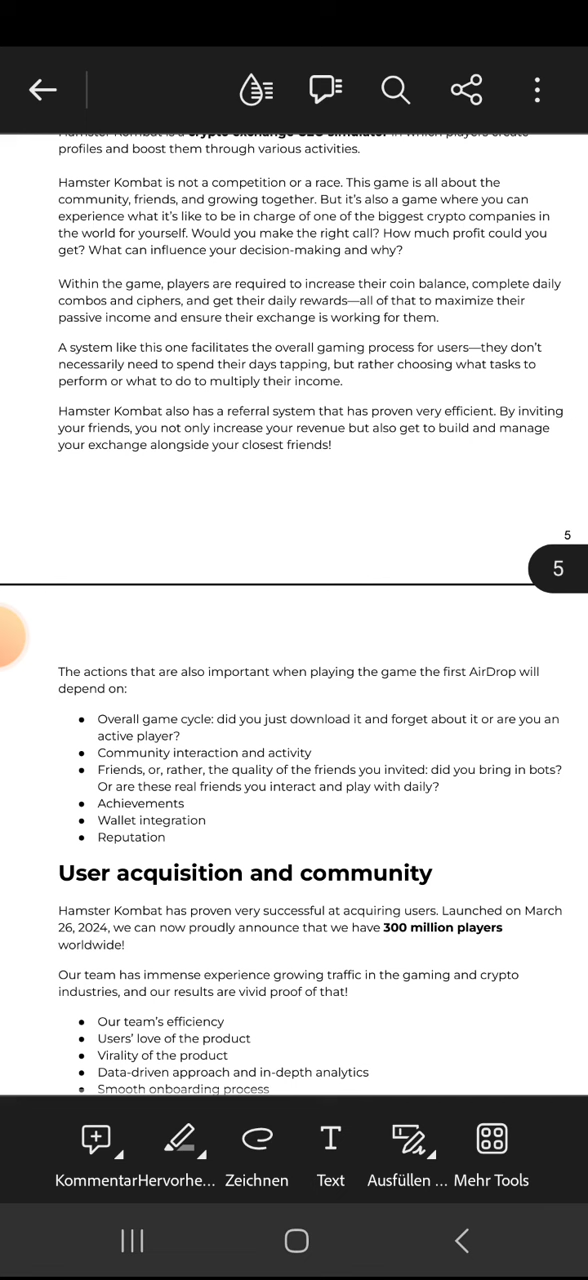 Hamster Kombat is a crypto exchange CEO simulator in which players create
profiles and boost them through various activities.
Hamster Kombat is not a competition or a race. This game is all about the
community, friends, and growing together. But it's also a game where you can
experience what it's like to be in charge of one of the biggest crypto companies in
the world for yourself. Would you make the right call? How much profit could you
get? What can influence your decision-making and why?
Within the game, players are required to increase their coin balance, complete daily
combos and ciphers, and get their daily rewards—all of that to maximize their
passive income and ensure their exchange is working for them.
A system like this one facilitates the overall gaming process for users—they don't
necessarily need to spend their days tapping, but rather choosing what tasks to
perform or what to do to multiply their income.
Hamster Kombat also has a referral system that has proven very efficient. By inviting
your friends, you not only increase your revenue but also get to build and manage
your exchange alongside your closest friends!
5
5
The actions that are also important when playing the game the first AirDrop will
depend on:
● Overall game cycle: did you just download it and forget about it or are you an
active player?
● Community interaction and activity
● Friends, or, rather, the quality of the friends you invited: did you bring in bots?
Or are these real friends you interact and play with daily?
● Achievements
● Wallet integration
● Reputation
User acquisition and community
Hamster Kombat has proven very successful at acquiring users. Launched on March
26, 2024, we can now proudly announce that we have 300 million players
worldwide!
Our team has immense experience growing traffic in the gaming and crypto
industries, and our results are vivid proof of that!
● Our team's efficiency
● Users' love of the product
● Virality of the product
● Data-driven approach and in-depth analytics
● Smooth onboarding process
Kommentar Hervorhe... Zeichnen Text Ausfüllen ... Mehr Tools